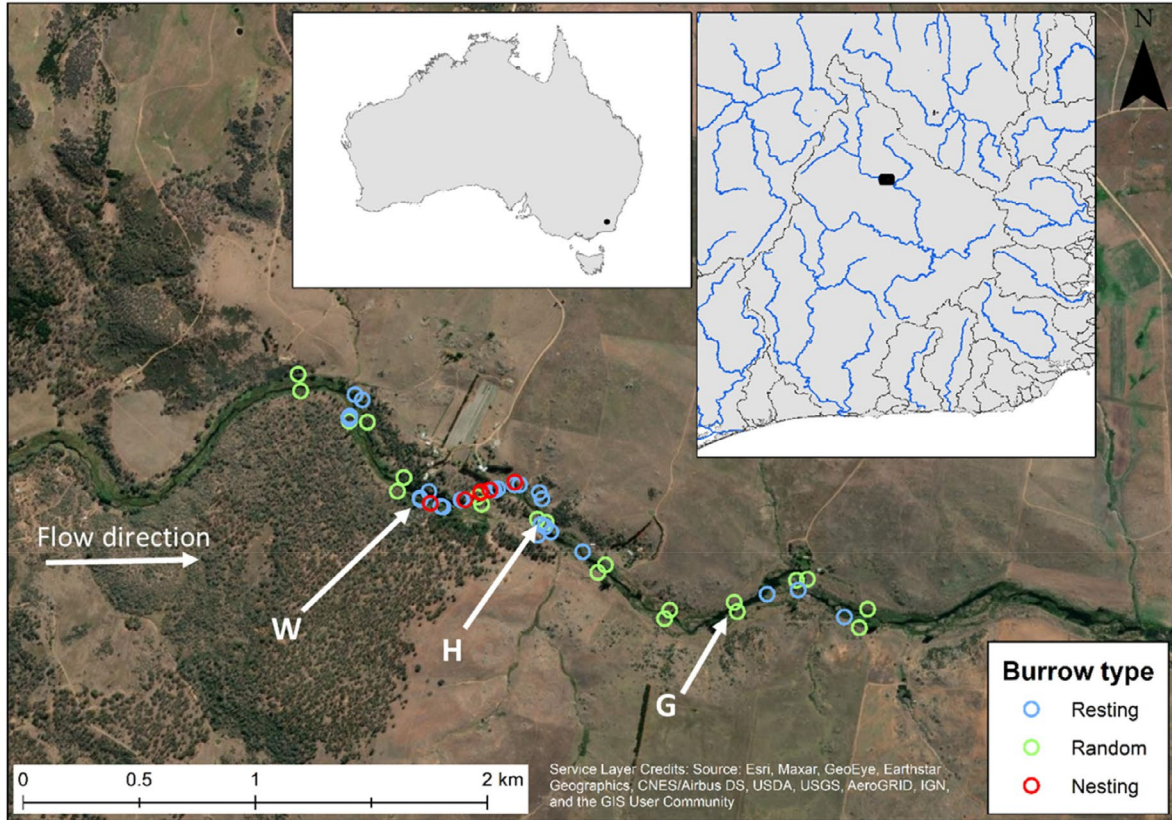 N
Flow direction
W
H
G
Burrow type
Resting
Random
Nesting
0 0.5 1 2 km
Service Layer Credits: Source: Esri, Maxar, GeoEye, Earthstar
Geographics, CNES/Airbus DS, USDA, USGS, AeroGRID, IGN,
and the GIS User Community